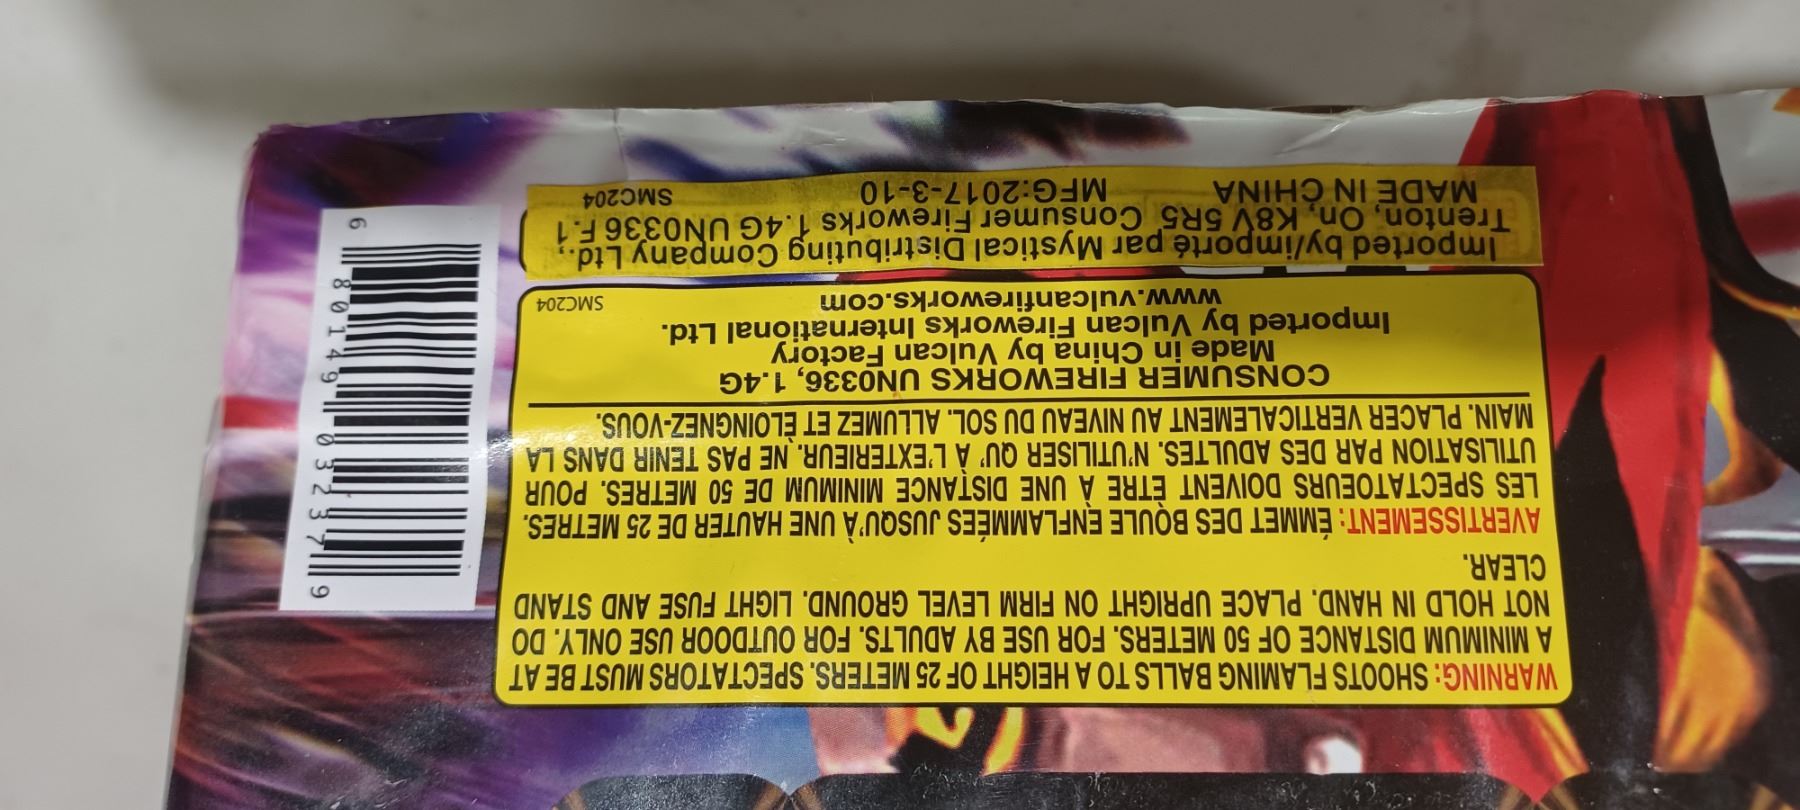 WARNING: SHOOTS FLAMING BALLS TO A HEIGHT OF 25 METERS. SPECTATORS MUST BE AT
A MINIMUM DISTANCE OF 50 METERS. FOR USE BY ADULTS. FOR OUTDOOR USE ONLY. DO
NOT HOLD IN HAND. PLACE UPRIGHT ON FIRM LEVEL GROUND. LIGHT FUSE AND STAND
CLEAR.
AVERTISSEMENT: ÉMMET DES BOULE ENFLAMMÉES JUSQU'À UNE HAUTER DE 25 METRES.
LES SPECTATOEURS DOIVENT ÊTRE À UNE DISTANCE MINIMUM DE 50 METRES. POUR
UTILISATION PAR DES ADULTES. N'UTILISER QU' À L'EXTERIEUR. NE PAS TENIR DANS LA
MAIN. PLACER VERTICALEMENT AU NIVEAU DU SOL. ALLUMEZ ET ÈLOINGNEZ-VOUS.
CONSUMER FIREWORKS UN0336, 1.4G
Made in China by Vulcan Factory
Imported by Vulcan Fireworks International Ltd.
www.vulcanfireworks.com
SMC204
Imported by/importé par Mystical Distributing Company Ltd.,
Trenton, On, K8V 5R5 Consumer Fireworks 1.4G UN0336 F.1
MADE IN CHINA MFG:2017-3-10 SMC204
6 80149 03237 9